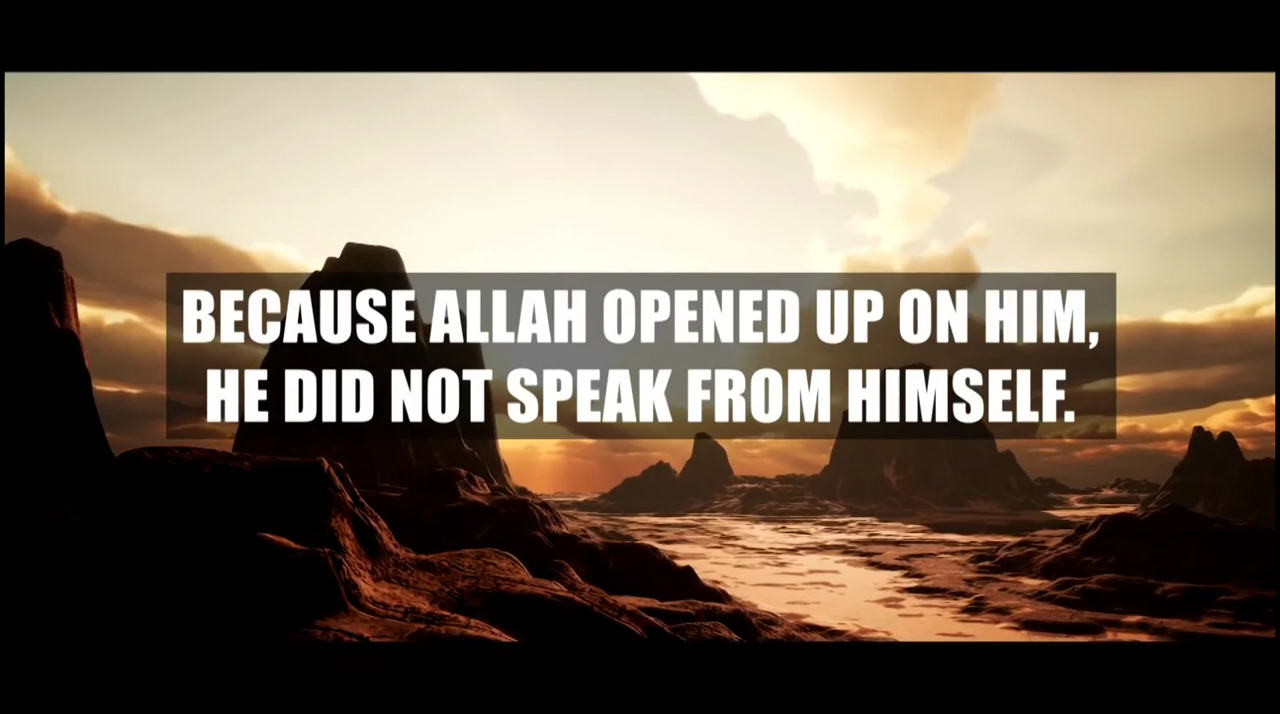 BECAUSE ALLAH OPENED UP ON HIM,
HE DID NOT SPEAK FROM HIMSELF.